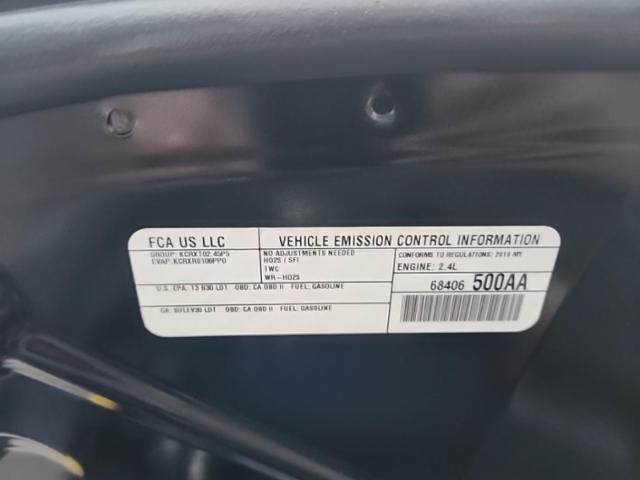 FCA US LLC
VEHICLE EMISSION CONTROL INFORMATION
GROUP: KCRXT02.45P5
EVAP: KCRXR0106PP0
NO ADJUSTMENTS NEEDED
HO2S / SFI
TWC
WR-HO2S
CONFORMS TO REGULATIONS: 2019 MY
ENGINE: 2.4L
U.S. EPA: T3 B30 LDT OBD: CA OBD II FUEL: GASOLINE
CA: SULEV30 LDT OBD: CA OBD II FUEL: GASOLINE
68406 500AA